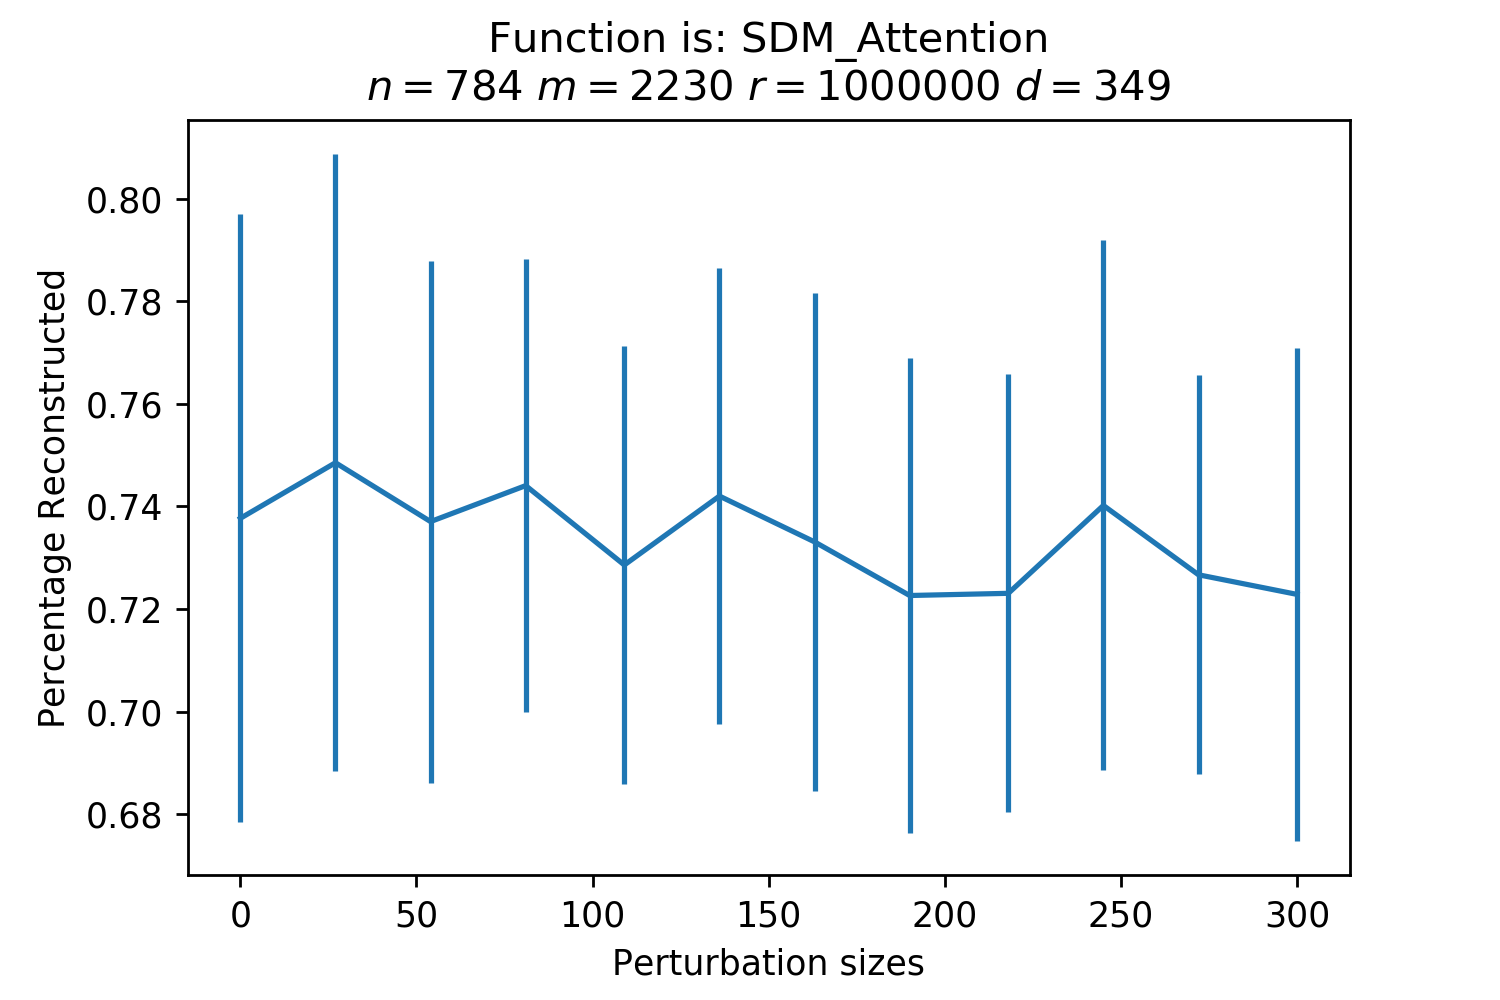 Function is: SDM_Attention
n = 784 m = 2230 r = 1000000 d = 349
Percentage Reconstructed
0.80
0.78
0.76
0.74
0.72
0.70
0.68
0 50 100 150 200 250 300
Perturbation sizes